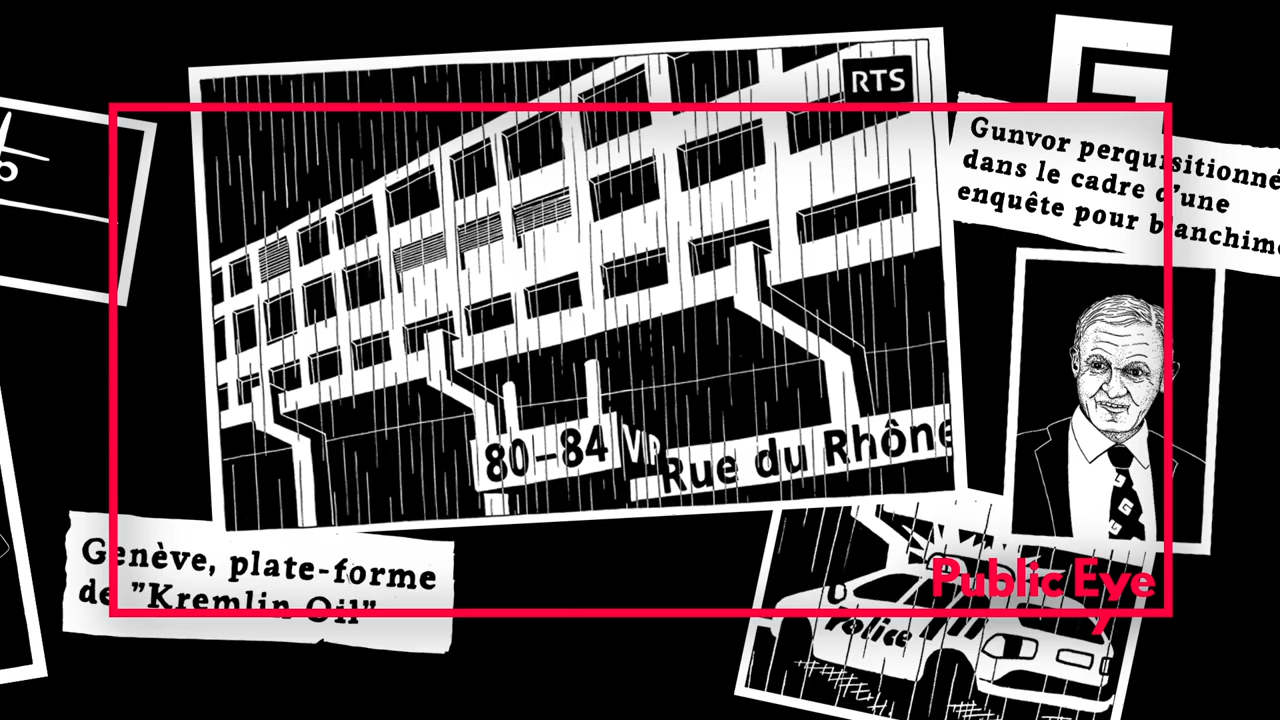 RTS
Gunvor perquisitionné
dans le cadre d'une
enquête pour blanchime
80–84
Rue du Rhône
Genève, plate-forme
de "Kremlin Oil"
Public Eye
Police